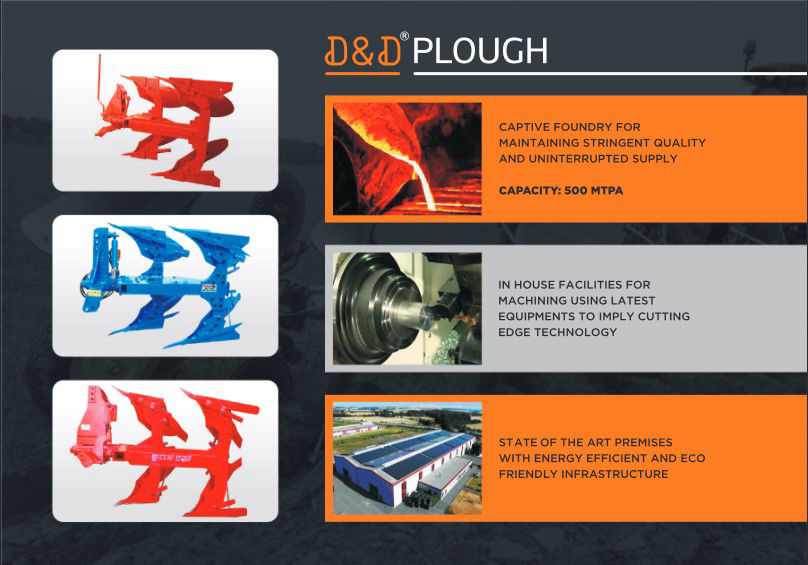 D&D® PLOUGH
CAPTIVE FOUNDRY FOR
MAINTAINING STRINGENT QUALITY
AND UNINTERRUPTED SUPPLY
CAPACITY: 500 MTPA
IN HOUSE FACILITIES FOR
MACHINING USING LATEST
EQUIPMENTS TO IMPLY CUTTING
EDGE TECHNOLOGY
STATE OF THE ART PREMISES
WITH ENERGY EFFICIENT AND ECO
FRIENDLY INFRASTRUCTURE